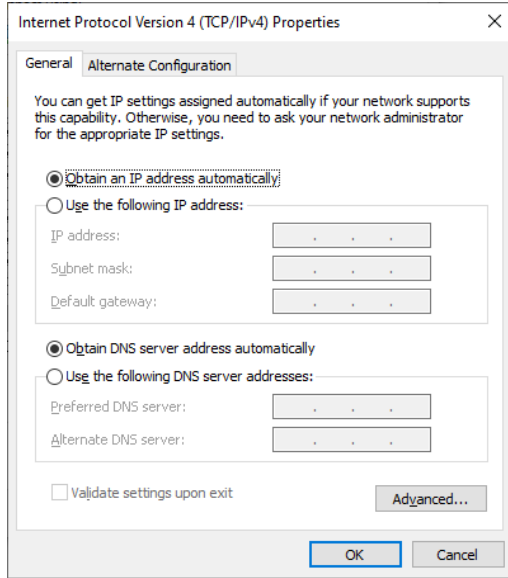 Internet Protocol Version 4 (TCP/IPv4) Properties
General
Alternate Configuration
You can get IP settings assigned automatically if your network supports
this capability. Otherwise, you need to ask your network administrator
for the appropriate IP settings.
Obtain an IP address automatically
Use the following IP address:
IP address:
. . .
Subnet mask:
. . .
Default gateway:
. . .
Obtain DNS server address automatically
Use the following DNS server addresses:
Preferred DNS server:
. . .
Alternate DNS server:
. . .
Validate settings upon exit
Advanced...
OK
Cancel